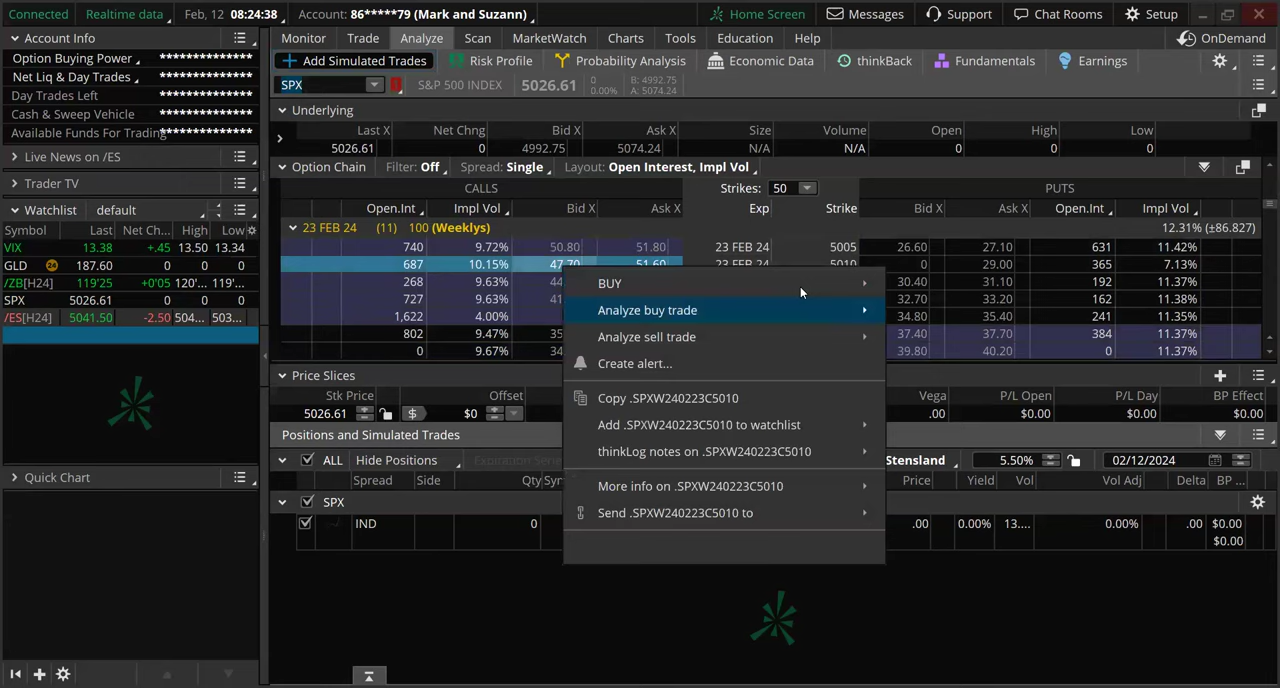 Connected Realtime data Feb, 12 08:24:38 Account: 86*****79 (Mark and Suzann) Home Screen Messages Support Chat Rooms Setup
Account Info
Option Buying Power **************
Net Liq & Day Trades **************
Day Trades Left **************
Cash & Sweep Vehicle **************
Available Funds For Trading **************
Live News on /ES
Trader TV
Watchlist default
Symbol Last Net Ch... High Low
VIX 13.38 +.45 13.50 13.34
GLD 24 187.60 0 0 0
/ZB[H24] 119'25 +0'05 120'... 119'...
SPX 5026.61 0 0 0
/ES[H24] 5041.50 -2.50 504... 503...
Quick Chart
Monitor Trade Analyze Scan MarketWatch Charts Tools Education Help OnDemand
Add Simulated Trades Risk Profile Probability Analysis Economic Data thinkBack Fundamentals Earnings
SPX S&P 500 INDEX 5026.61 0 0.00% B: 4992.75 A: 5074.24
Underlying
Last X Net Chng Bid X Ask X Size Volume Open High Low
5026.61 0 4992.75 5074.24 N/A N/A 0 0 0
Option Chain Filter: Off Spread: Single Layout: Open Interest, Impl Vol
CALLS Strikes: 50 PUTS
Open.Int Impl Vol Bid X Ask X Exp Strike Bid X Ask X Open.Int Impl Vol
23 FEB 24 (11) 100 (Weeklys) 12.31% (±86.827)
740 9.72% 50.80 51.80 23 FEB 24 5005 26.60 27.10 631 11.42%
687 10.15% 47.70 51.60 23 FEB 24 5010 0 29.00 365 7.13%
268 9.63% 30.40 31.10 192 11.37%
727 9.63% 32.70 33.20 162 11.38%
1,622 4.00% 34.80 35.40 241 11.35%
802 9.47% 37.40 37.70 384 11.37%
0 9.67% 39.80 40.20 0 11.37%
BUY
Analyze buy trade
Analyze sell trade
Create alert...
Copy .SPXW240223C5010
Add .SPXW240223C5010 to watchlist
thinkLog notes on .SPXW240223C5010
More info on .SPXW240223C5010
Send .SPXW240223C5010 to
Price Slices
Stk Price Offset Vega P/L Open P/L Day BP Effect
5026.61 $ $0 .00 $0.00 $0.00 $0.00
Positions and Simulated Trades
ALL Hide Positions Expiration Series Stensland 5.50% 02/12/2024
Spread Side Qty Price Yield Vol Vol Adj Delta BP ...
SPX
IND 0 .00 0.00% 13.... 0.00% .00 $0.00
$0.00